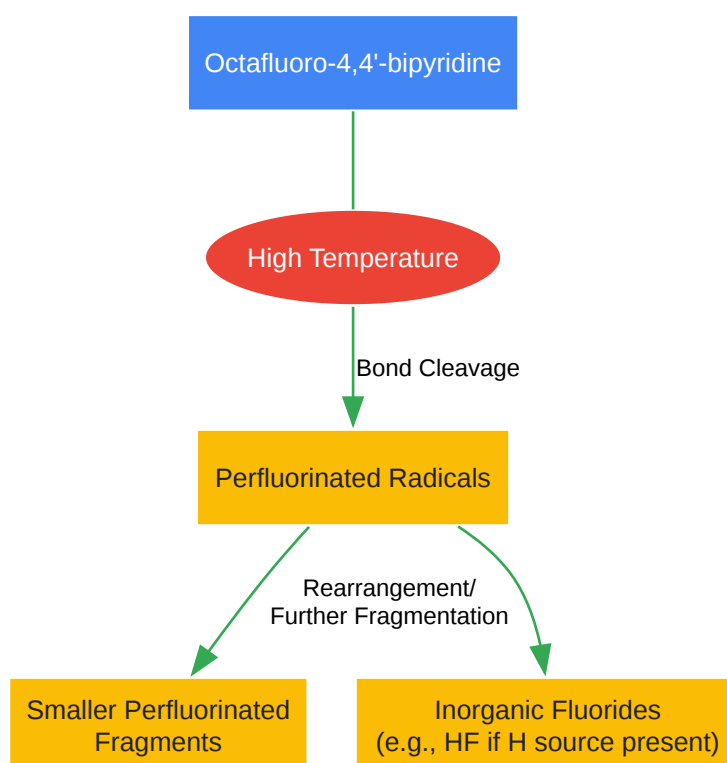 Octafluoro-4,4'-bipyridine
High Temperature
Bond Cleavage
Perfluorinated Radicals
Rearrangement/
Further Fragmentation
Smaller Perfluorinated
Fragments
Inorganic Fluorides
(e.g., HF if H source present)